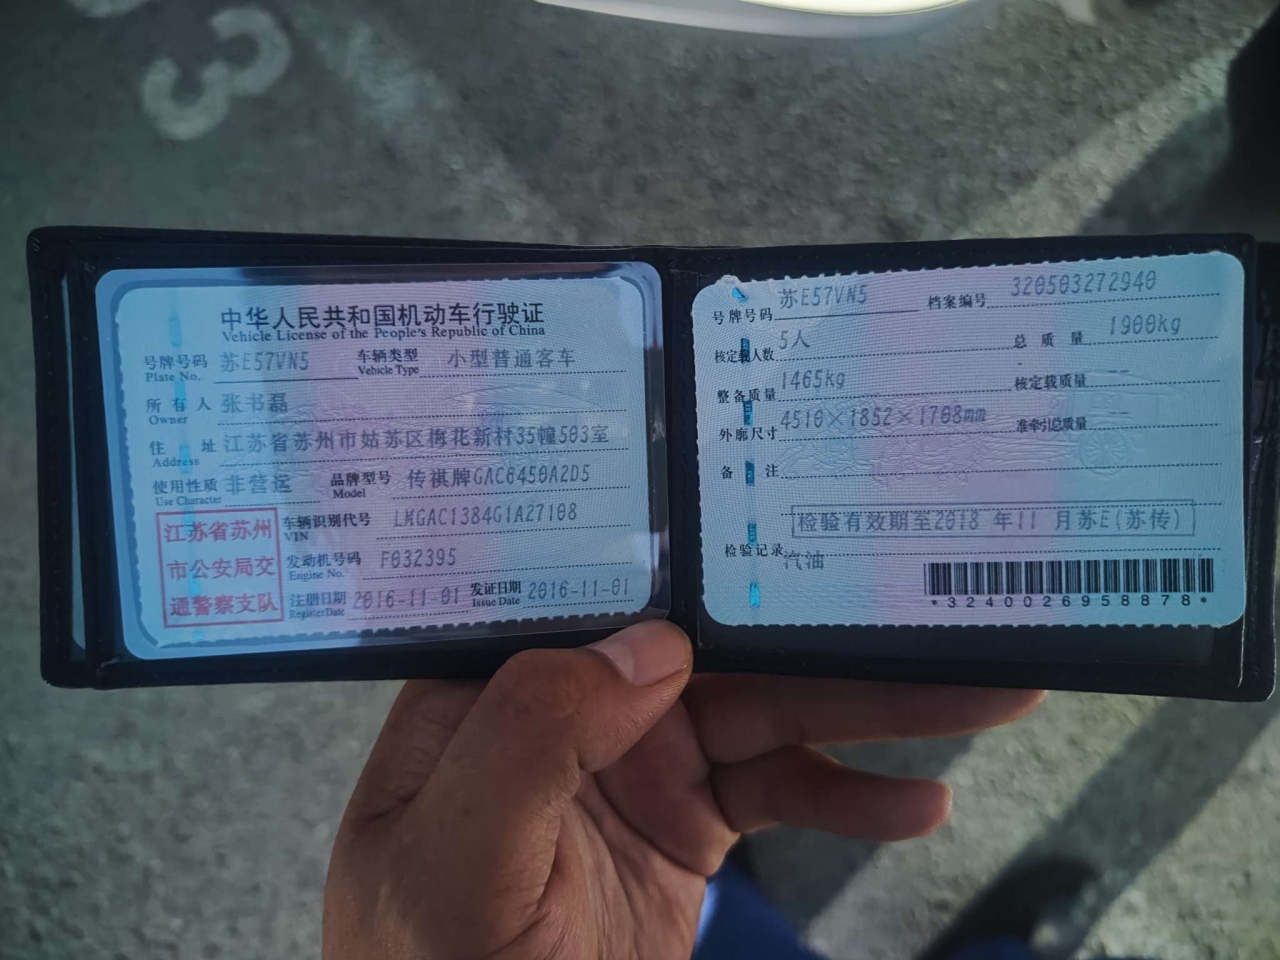 3
中华人民共和国机动车行驶证
Vehicle License of the People's Republic of China
号牌号码 苏E57VN5 车辆类型 小型普通客车
Plate No. Vehicle Type
所有人 张书磊
Owner
住址 江苏省苏州市姑苏区梅花新村35幢503室
Address
使用性质 非营运 品牌型号 传祺牌GAC6450A2D5
Use Character Model
江苏省苏州
市公安局交
通警察支队
车辆识别代号 LMGAC1384G1A27108
VIN
发动机号码 F032395
Engine No.
注册日期 2016-11-01 发证日期 2016-11-01
Register Date Issue Date
号牌号码 苏E57VN5 档案编号 320503272940
核定载人数 5人 总质量 1900kg
整备质量 1465kg 核定载质量 --
外廓尺寸 4510×1852×1708mm 准牵引总质量 --
备注
检验有效期至2018 年11 月苏E(苏传)
检验记录
汽油
*3240026958878*